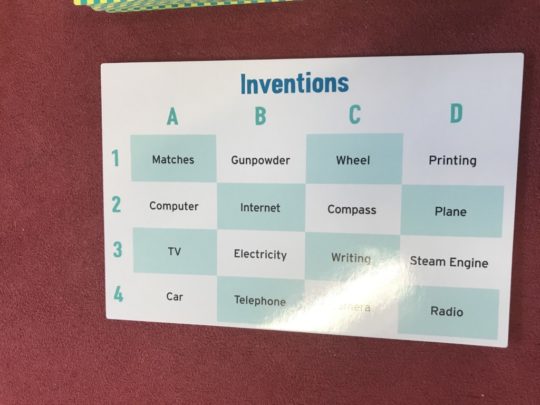 Inventions
A B C D
1 Matches Gunpowder Wheel Printing
2 Computer Internet Compass Plane
3 TV Electricity Writing Steam Engine
4 Car Telephone Radio